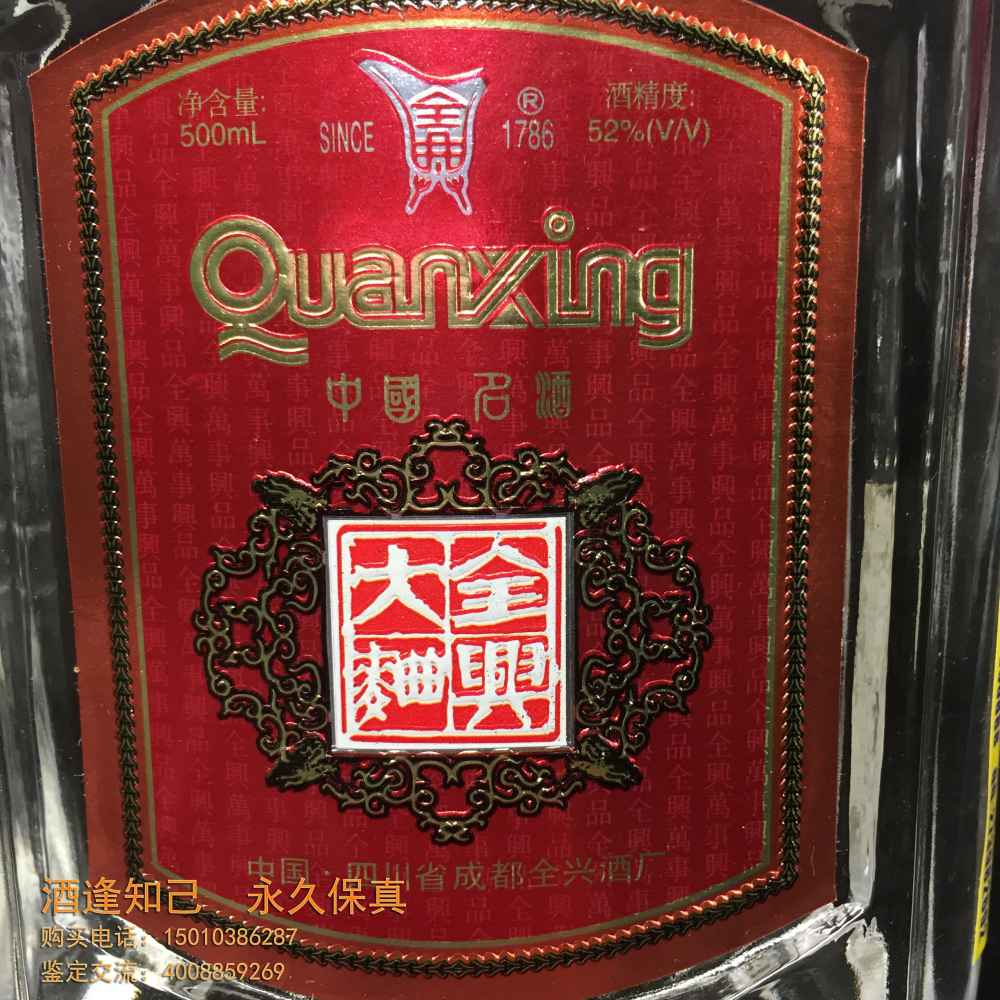 净含量:
500mL
SINCE
全興
®
1786
酒精度:
52%(V/V)
Quanxing
中國 名酒
全興
大麯
中国·四川省成都全兴酒厂
酒逢知己 永久保真
购买电话：15010386287
鉴定交流：4008859269